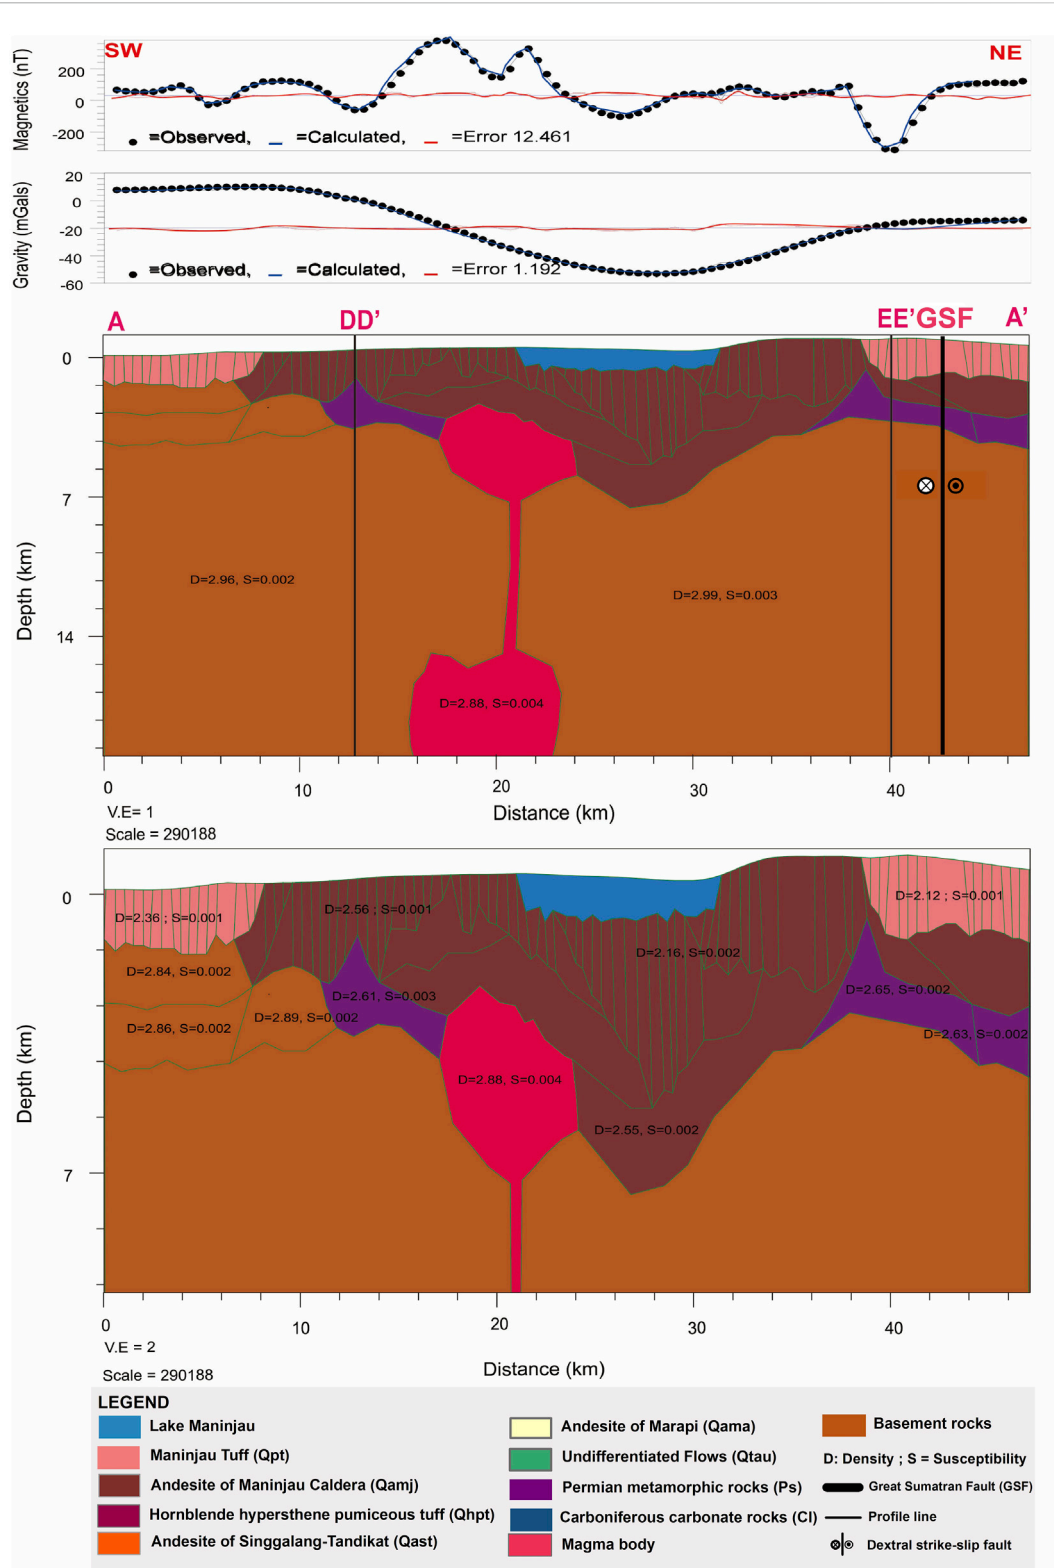 SW
NE
Magnetics (nT)
200
0
-200
=Observed, =Calculated, =Error 12.461
Gravity (mGals)
20
0
-20
-40
-60
=Observed, =Calculated, =Error 1.192
A
DD'
EE'
GSF
A'
Depth (km)
0
7
14
D=2.96, S=0.002
D=2.99, S=0.003
D=2.88, S=0.004
0 10 20 30 40
V.E= 1
Distance (km)
Scale = 290188
Depth (km)
0
7
D=2.36 ; S=0.001
D=2.56 ; S=0.001
D=2.12 ; S=0.001
D=2.16, S=0.002
D=2.84, S=0.002
D=2.61, S=0.003
D=2.65, S=0.002
D=2.86, S=0.002
D=2.89, S=0.002
D=2.63, S=0.002
D=2.88, S=0.004
D=2.55, S=0.002
0 10 20 30 40
V.E = 2
Distance (km)
Scale = 290188
LEGEND
Lake Maninjau
Maninjau Tuff (Qpt)
Andesite of Maninjau Caldera (Qamj)
Hornblende hypersthene pumiceous tuff (Qhpt)
Andesite of Singgalang-Tandikat (Qast)
Andesite of Marapi (Qama)
Undifferentiated Flows (Qtau)
Permian metamorphic rocks (Ps)
Carboniferous carbonate rocks (Cl)
Magma body
Basement rocks
D: Density ; S = Susceptibility
Great Sumatran Fault (GSF)
Profile line
Dextral strike-slip fault